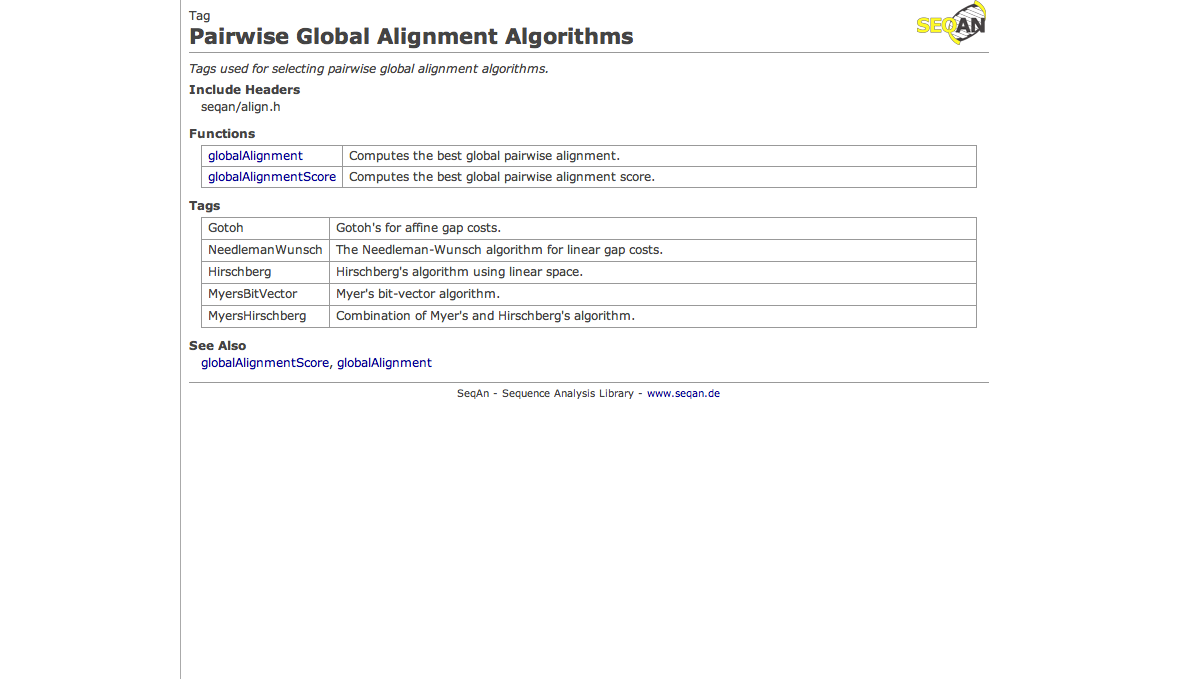 Tag
SEQAN
Pairwise Global Alignment Algorithms
Tags used for selecting pairwise global alignment algorithms.
Include Headers
seqan/align.h
Functions
globalAlignment Computes the best global pairwise alignment.
globalAlignmentScore Computes the best global pairwise alignment score.
Tags
Gotoh Gotoh's for affine gap costs.
NeedlemanWunsch The Needleman-Wunsch algorithm for linear gap costs.
Hirschberg Hirschberg's algorithm using linear space.
MyersBitVector Myer's bit-vector algorithm.
MyersHirschberg Combination of Myer's and Hirschberg's algorithm.
See Also
globalAlignmentScore, globalAlignment
SeqAn - Sequence Analysis Library - www.seqan.de